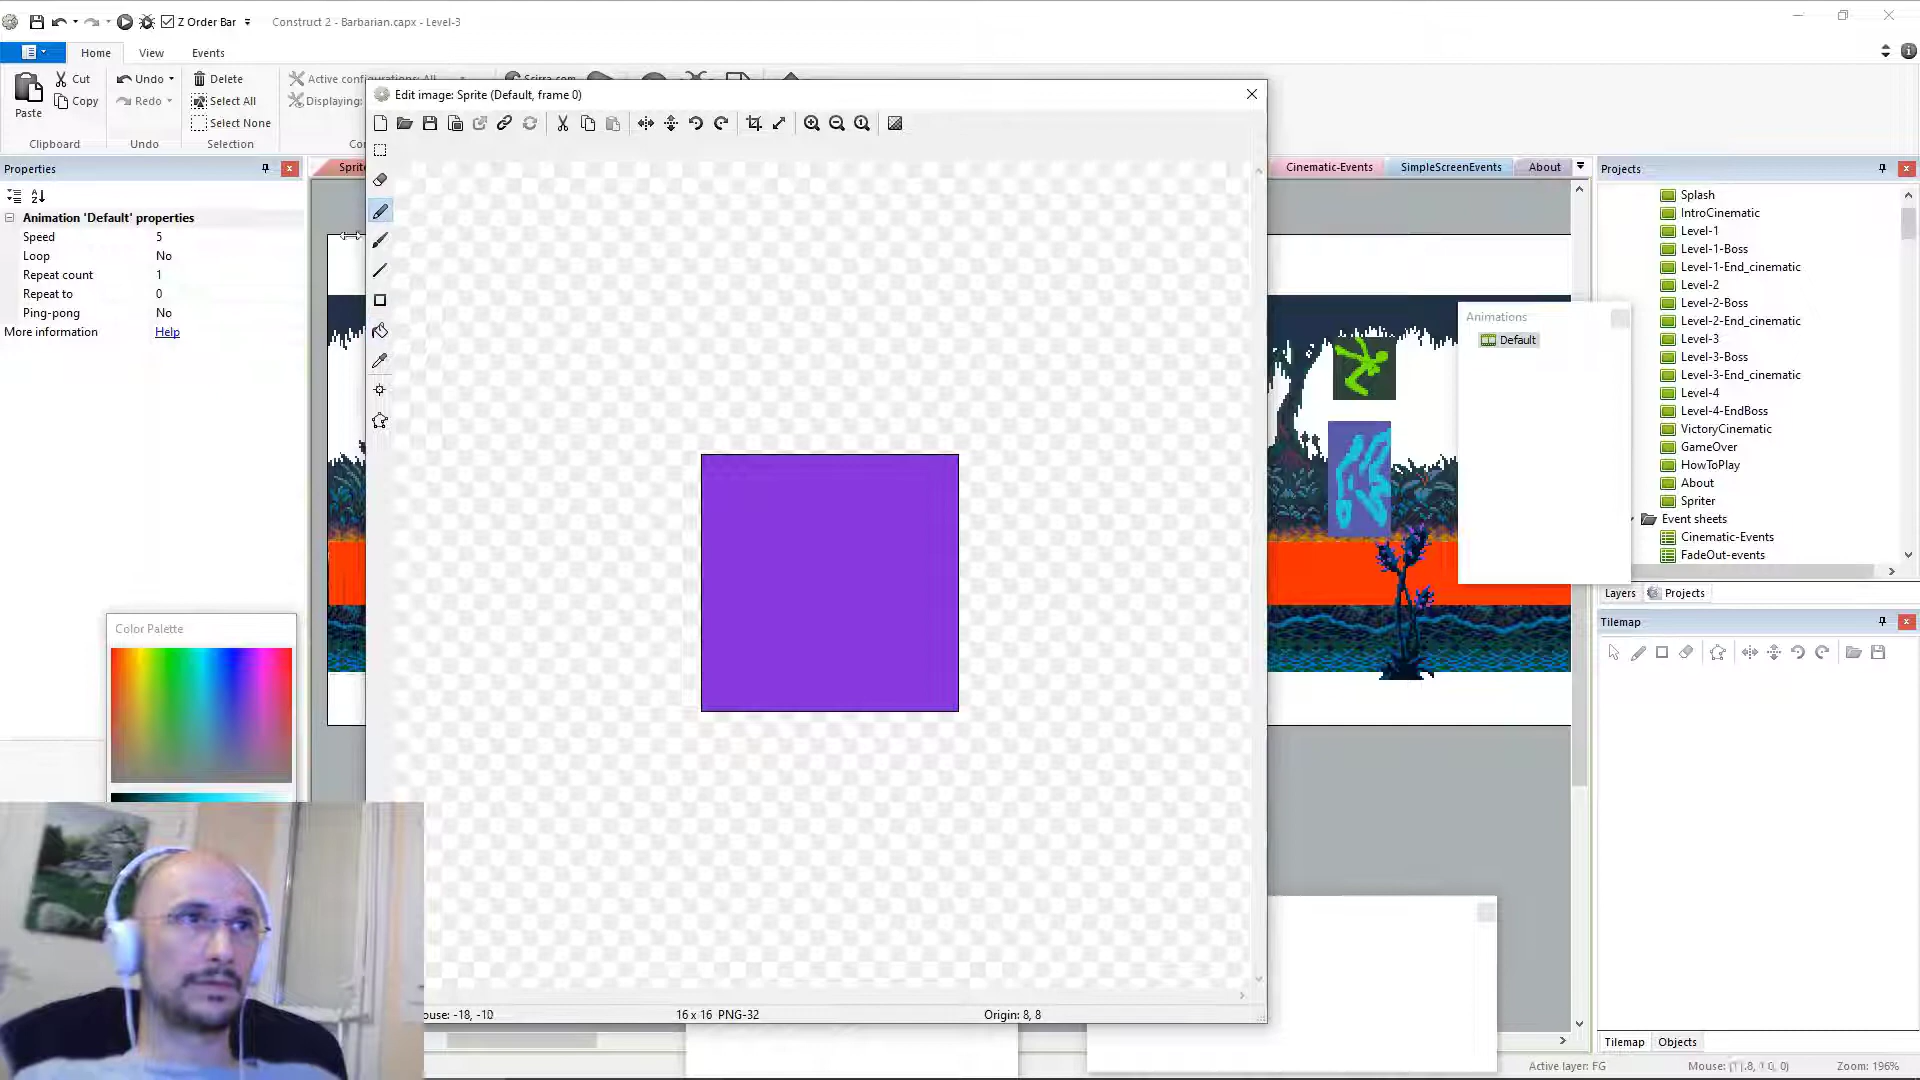 Z Order Bar
Construct 2 - Barbarian.capx - Level-3
Home
View
Events
Paste
Cut
Copy
Clipboard
Undo
Redo
Undo
Delete
Select All
Select None
Selection
Active configurations: All
Displaying:
Scirra.com
Properties
Animation 'Default' properties
Speed 5
Loop No
Repeat count 1
Repeat to 0
Ping-pong No
More information Help
Color Palette
Edit image: Sprite (Default, frame 0)
16 x 16 PNG-32
Origin: 8, 8
Cinematic-Events
SimpleScreenEvents
About
Animations
Default
Projects
Splash
IntroCinematic
Level-1
Level-1-Boss
Level-1-End_cinematic
Level-2
Level-2-Boss
Level-2-End_cinematic
Level-3
Level-3-Boss
Level-3-End_cinematic
Level-4
Level-4-EndBoss
VictoryCinematic
GameOver
HowToPlay
About
Spriter
Event sheets
Cinematic-Events
FadeOut-events
Layers
Projects
Tilemap
Tilemap
Objects
Active layer: FG
Mouse:
Zoom: 196%